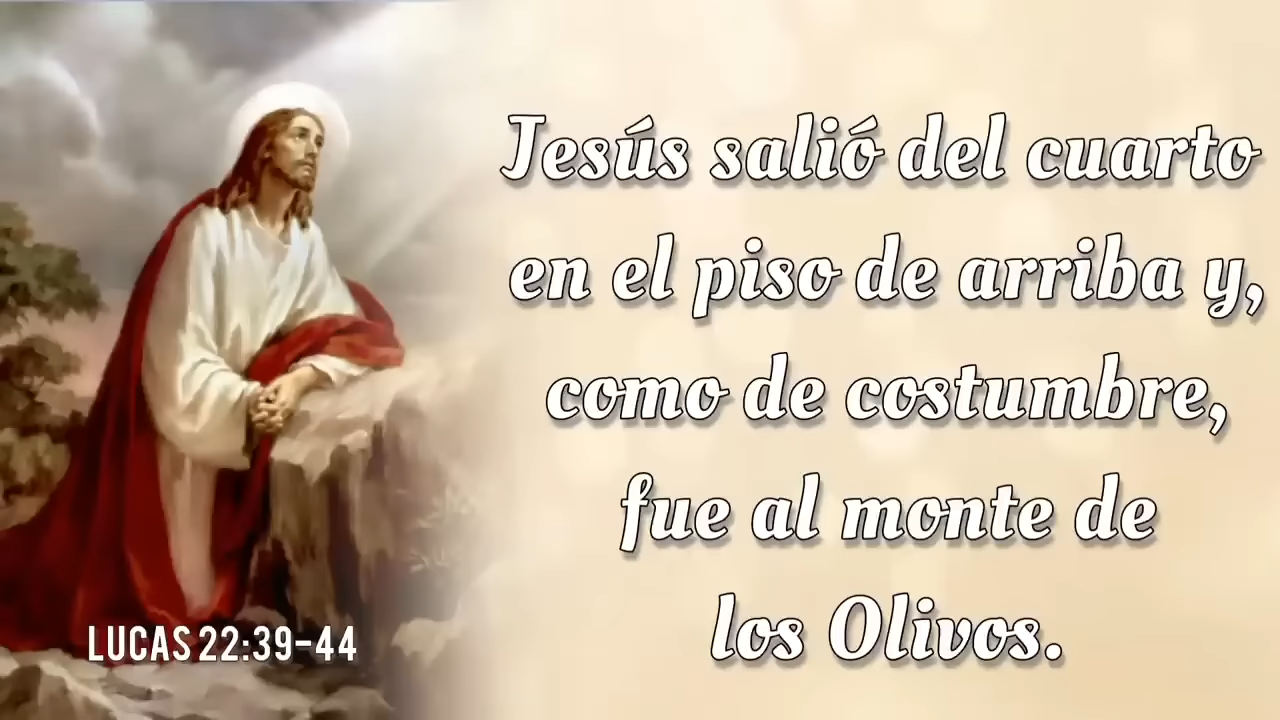 Jesús salió del cuarto
en el piso de arriba y,
como de costumbre,
fue al monte de
los Olivos.
LUCAS 22:39-44